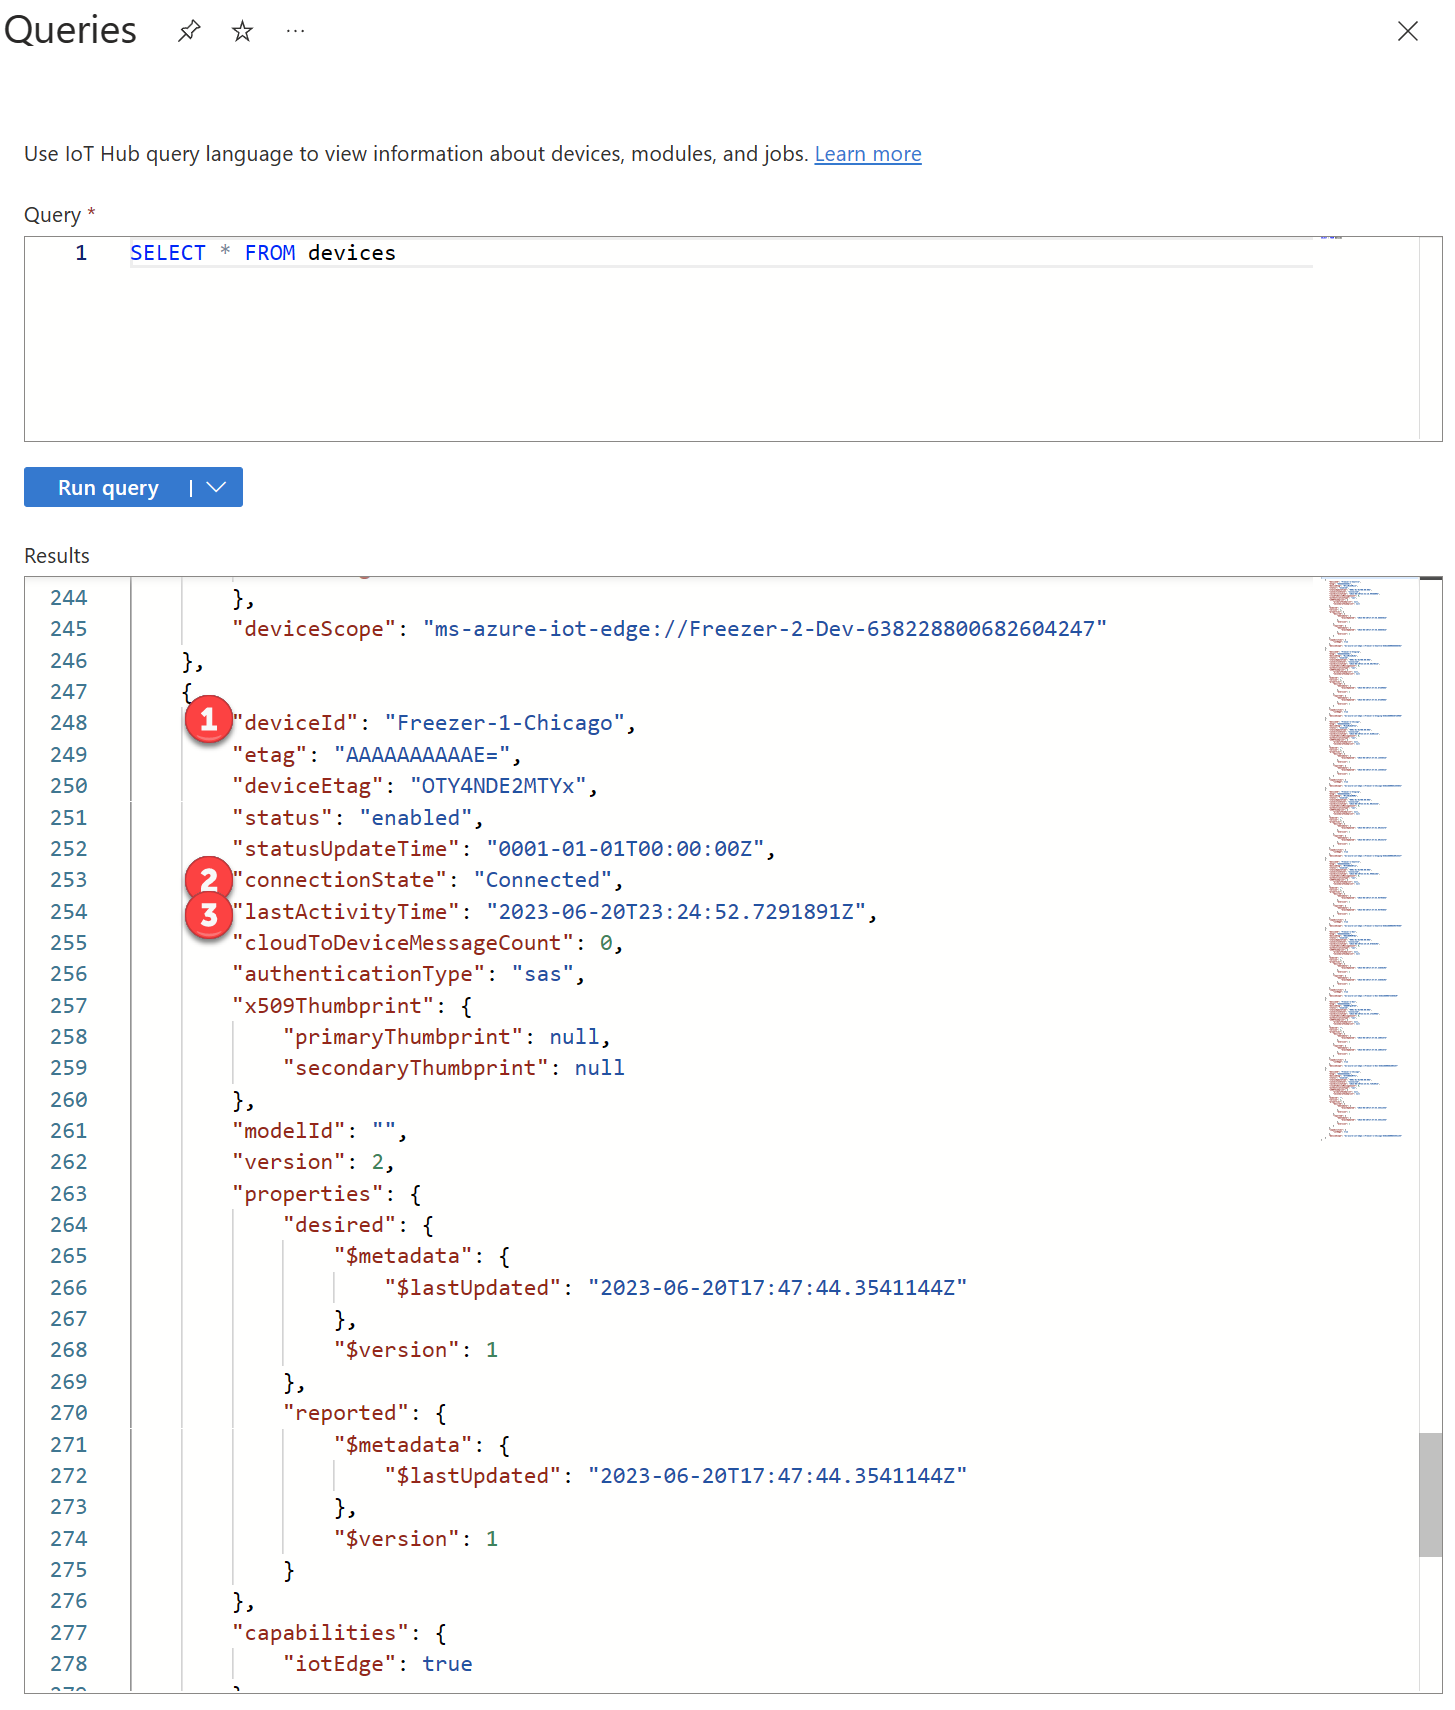 Queries
Use IoT Hub query language to view information about devices, modules, and jobs. Learn more
Query *
1 SELECT * FROM devices
Run query
Results
244 },
245 "deviceScope": "ms-azure-iot-edge://Freezer-2-Dev-638228800682604247"
246 },
247 {
1
248 "deviceId": "Freezer-1-Chicago",
249 "etag": "AAAAAAAAAAE=",
250 "deviceEtag": "OTY4NDE2MTYx",
251 "status": "enabled",
252 "statusUpdateTime": "0001-01-01T00:00:00Z",
2
253 "connectionState": "Connected",
3
254 "lastActivityTime": "2023-06-20T23:24:52.7291891Z",
255 "cloudToDeviceMessageCount": 0,
256 "authenticationType": "sas",
257 "x509Thumbprint": {
258 "primaryThumbprint": null,
259 "secondaryThumbprint": null
260 },
261 "modelId": "",
262 "version": 2,
263 "properties": {
264 "desired": {
265 "$metadata": {
266 "$lastUpdated": "2023-06-20T17:47:44.3541144Z"
267 },
268 "$version": 1
269 },
270 "reported": {
271 "$metadata": {
272 "$lastUpdated": "2023-06-20T17:47:44.3541144Z"
273 },
274 "$version": 1
275 }
276 },
277 "capabilities": {
278 "iotEdge": true